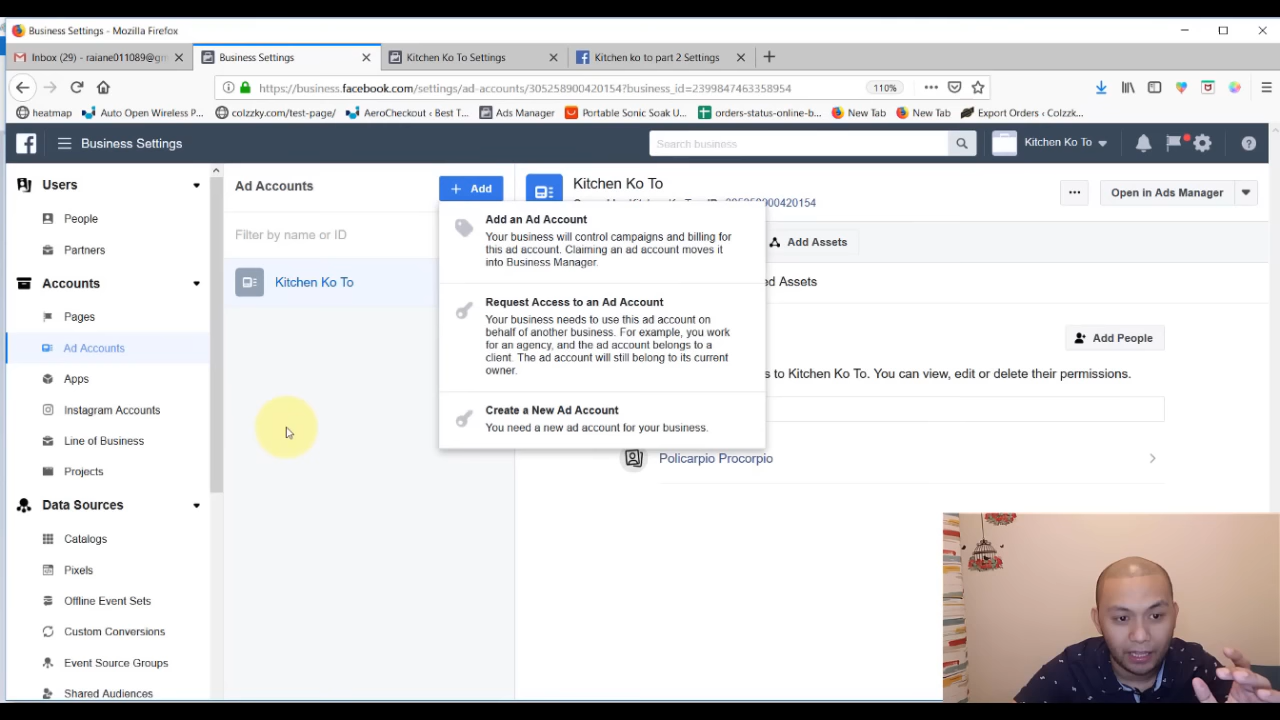 Business Settings - Mozilla Firefox
Inbox (29) - raiane011089@gm
Business Settings
Kitchen Ko To Settings
Kitchen ko to part 2 Settings
https://business.facebook.com/settings/ad-accounts/305258900420154?business_id=2399847463358954
110%
heatmap
Auto Open Wireless P...
colzzky.com/test-page/
AeroCheckout ‹ Best T...
Ads Manager
Portable Sonic Soak U...
orders-status-online-b...
New Tab
New Tab
Export Orders ‹ Colzzk...
Business Settings
Search business
Kitchen Ko To
Users
People
Partners
Accounts
Pages
Ad Accounts
Apps
Instagram Accounts
Line of Business
Projects
Data Sources
Catalogs
Pixels
Offline Event Sets
Custom Conversions
Event Source Groups
Shared Audiences
Ad Accounts
+ Add
Filter by name or ID
Kitchen Ko To
Add an Ad Account
Your business will control campaigns and billing for
this ad account. Claiming an ad account moves it
into Business Manager.
Request Access to an Ad Account
Your business needs to use this ad account on
behalf of another business. For example, you work
for an agency, and the ad account belongs to a
client. The ad account will still belong to its current
owner.
Create a New Ad Account
You need a new ad account for your business.
Kitchen Ko To
Open in Ads Manager
Add Assets
ed Assets
Add People
s to Kitchen Ko To. You can view, edit or delete their permissions.
Policarpio Procorpio